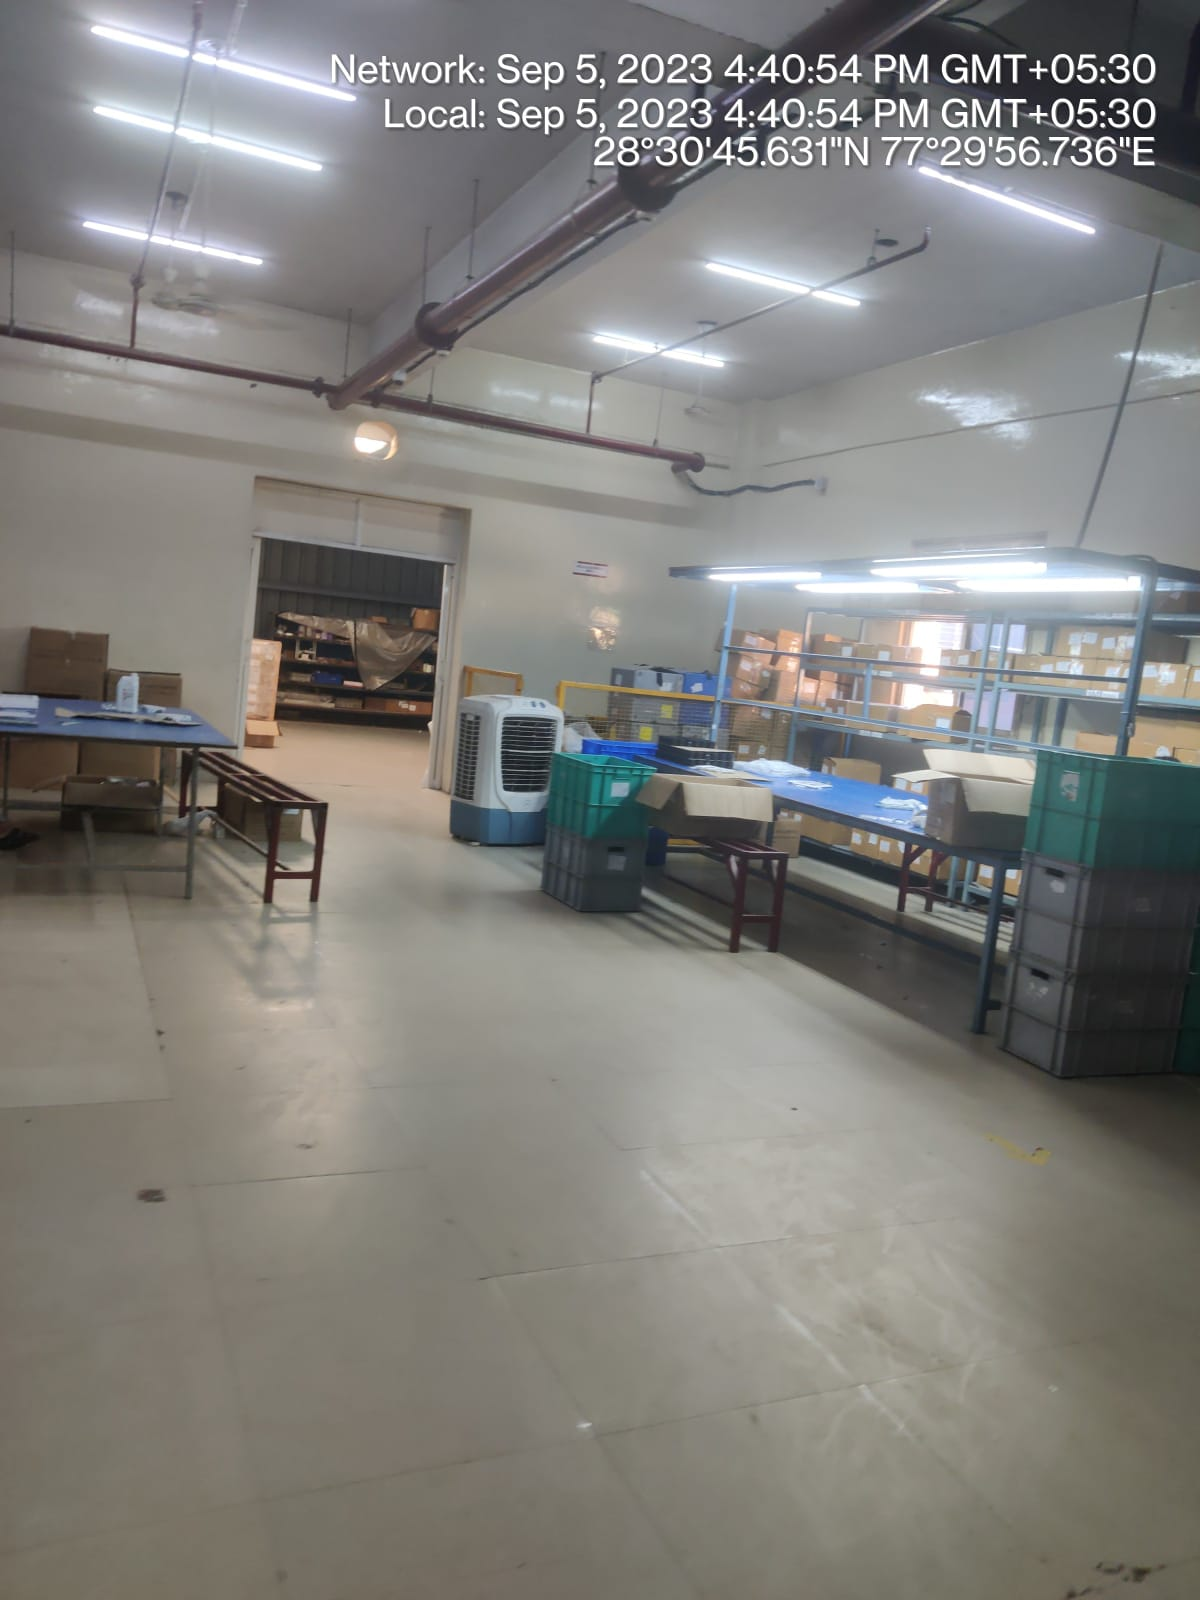 Network: Sep 5, 2023 4:40:54 PM GMT+05:30
Local: Sep 5, 2023 4:40:54 PM GMT+05:30
28°30'45.631"N 77°29'56.736"E